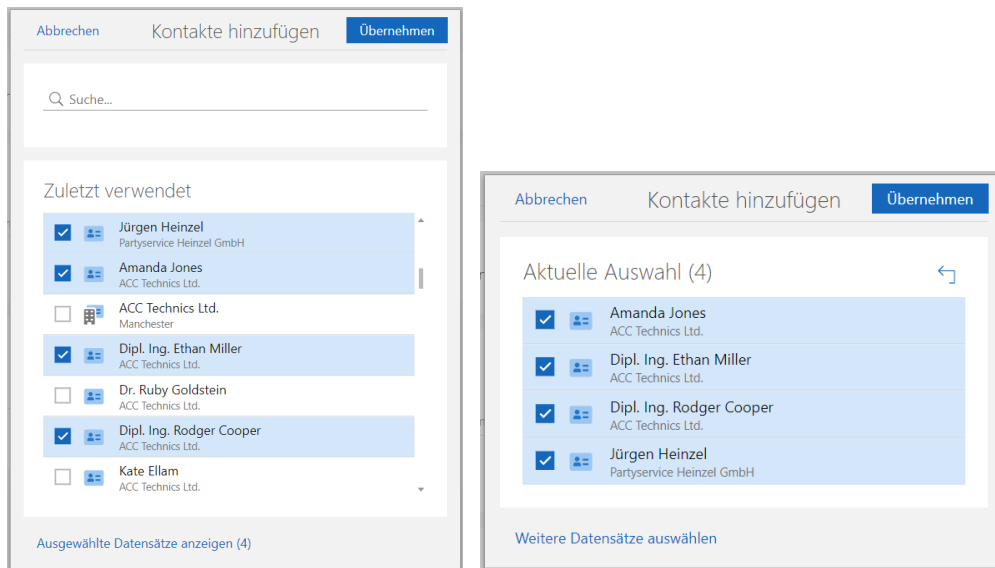 Abbrechen Kontakte hinzufügen Übernehmen
Suche...
Zuletzt verwendet
Jürgen Heinzel
Partyservice Heinzel GmbH
Amanda Jones
ACC Technics Ltd.
ACC Technics Ltd.
Manchester
Dipl. Ing. Ethan Miller
ACC Technics Ltd.
Dr. Ruby Goldstein
ACC Technics Ltd.
Dipl. Ing. Rodger Cooper
ACC Technics Ltd.
Kate Ellam
ACC Technics Ltd.
Ausgewählte Datensätze anzeigen (4)
Abbrechen Kontakte hinzufügen Übernehmen
Aktuelle Auswahl (4)
Amanda Jones
ACC Technics Ltd.
Dipl. Ing. Ethan Miller
ACC Technics Ltd.
Dipl. Ing. Rodger Cooper
ACC Technics Ltd.
Jürgen Heinzel
Partyservice Heinzel GmbH
Weitere Datensätze auswählen